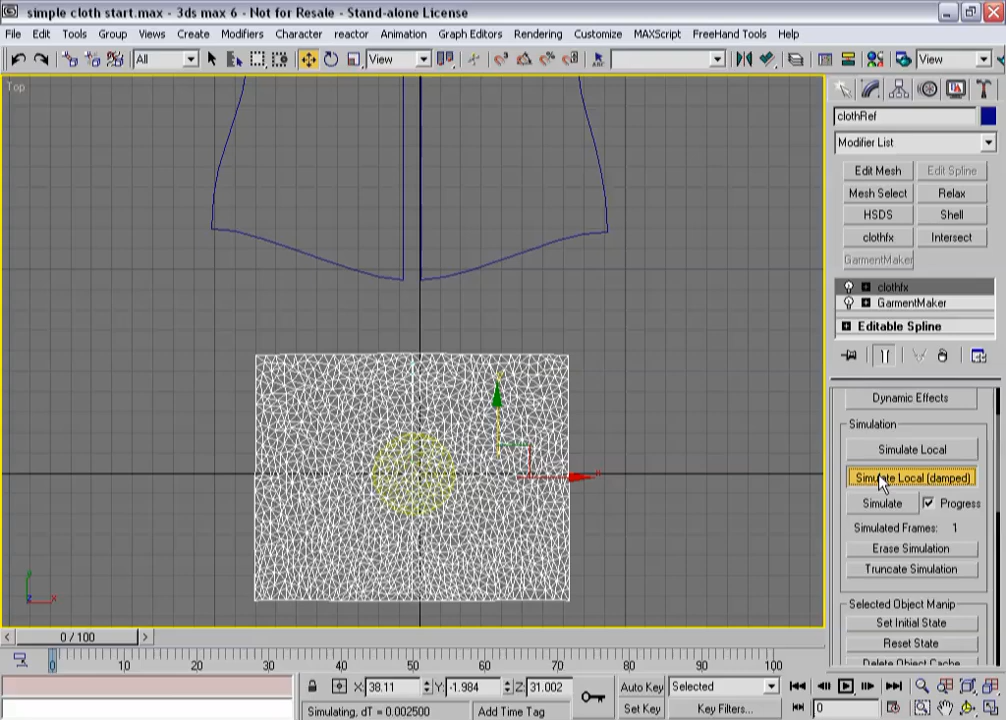 simple cloth start.max - 3ds max 6 - Not for Resale - Stand-alone License
File Edit Tools Group Views Create Modifiers Character reactor Animation Graph Editors Rendering Customize MAXScript FreeHand Tools Help
All View View
Top
clothRef
Modifier List
Edit Mesh Edit Spline
Mesh Select Relax
HSDS Shell
clothfx Intersect
GarmentMaker
clothfx
GarmentMaker
Editable Spline
Dynamic Effects
Simulation
Simulate Local
Simulate Local (damped)
Simulate Progress
Simulated Frames: 1
Erase Simulation
Truncate Simulation
Selected Object Manip
Set Initial State
Reset State
Delete Object Cache
x
x
0 / 100
0 10 20 30 40 50 60 70 80 90 100
X: 38.11 Y: -1.984 Z: 31.002 Auto Key Selected
Simulating, dT = 0.002500 Add Time Tag Set Key Key Filters... 0